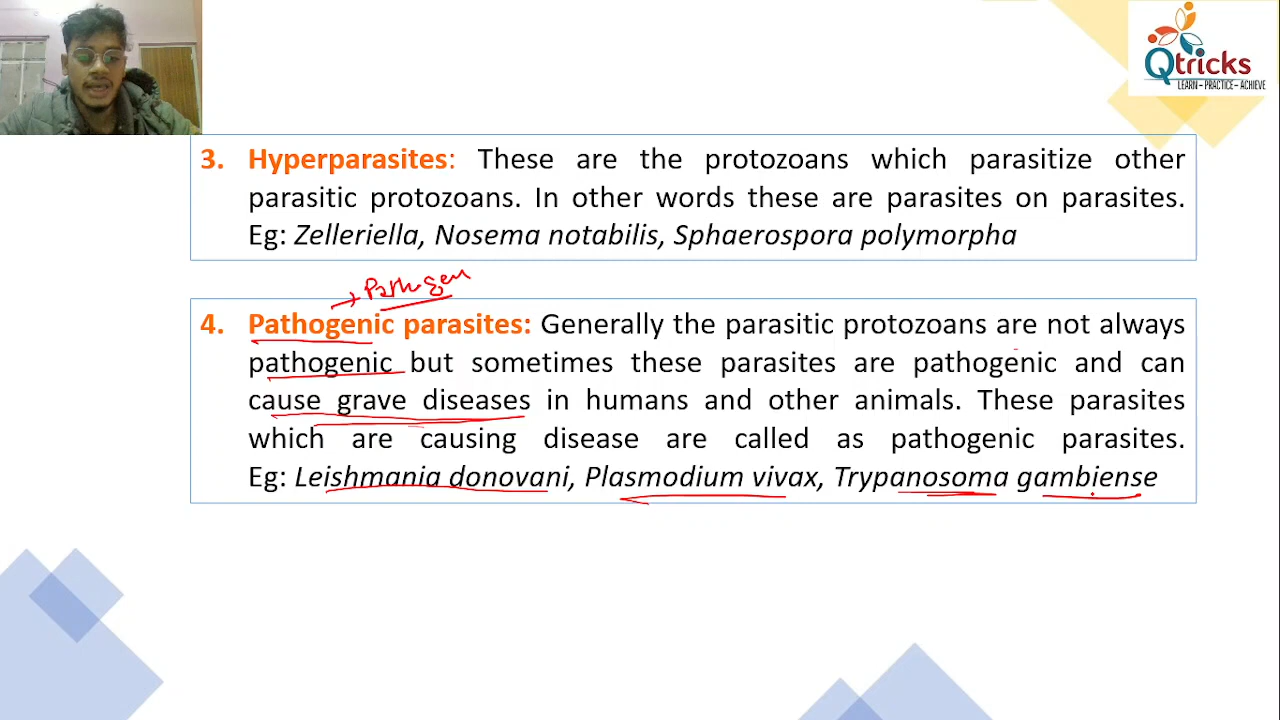 Qtricks
LEARN – PRACTICE – ACHIEVE
3. Hyperparasites: These are the protozoans which parasitize other
parasitic protozoans. In other words these are parasites on parasites.
Eg: Zelleriella, Nosema notabilis, Sphaerospora polymorpha
→ Pathogen
4. Pathogenic parasites: Generally the parasitic protozoans are not always
pathogenic but sometimes these parasites are pathogenic and can
cause grave diseases in humans and other animals. These parasites
which are causing disease are called as pathogenic parasites.
Eg: Leishmania donovani, Plasmodium vivax, Trypanosoma gambiense